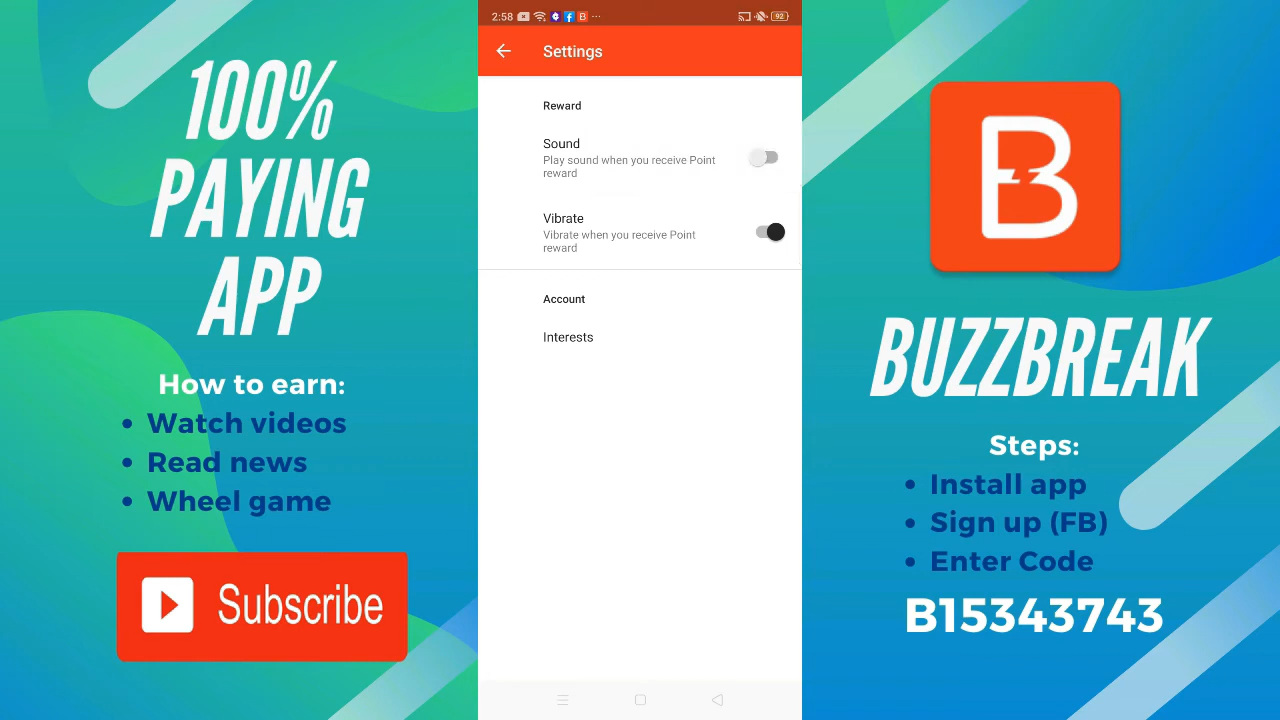 100%
PAYING
APP
How to earn:
• Watch videos
• Read news
• Wheel game
Subscribe
2:58
92
Settings
Reward
Sound
Play sound when you receive Point
reward
Vibrate
Vibrate when you receive Point
reward
Account
Interests
B
BUZZBREAK
Steps:
• Install app
• Sign up (FB)
• Enter Code
B15343743